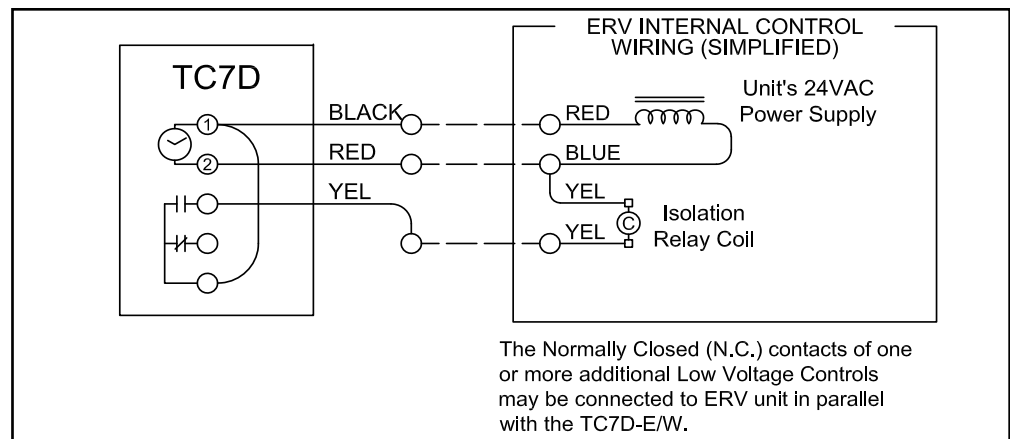 ERV INTERNAL CONTROL
WIRING (SIMPLIFIED)
TC7D
Unit's 24VAC
Power Supply
BLACK
RED
1
2
RED
BLUE
YEL
YEL
YEL
C
Isolation
Relay Coil
The Normally Closed (N.C.) contacts of one
or more additional Low Voltage Controls
may be connected to ERV unit in parallel
with the TC7D-E/W.